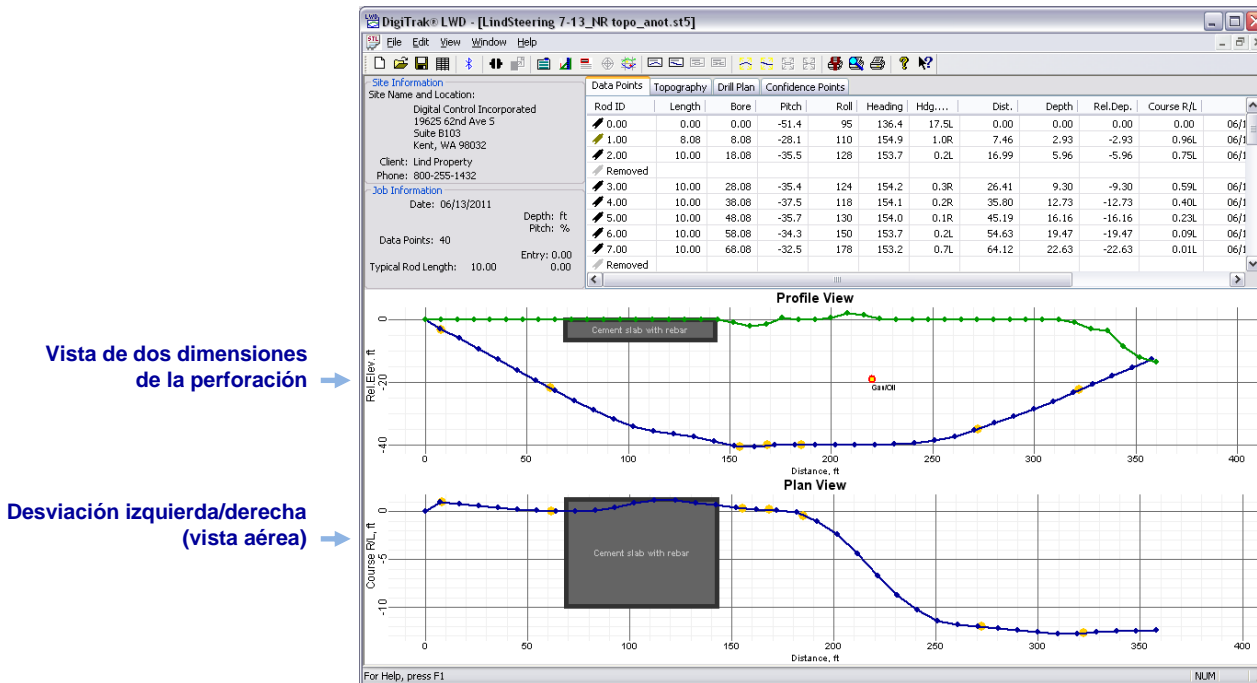 DigiTrak® LWD - [LindSteering 7-13_NR topo_anot.st5]
File Edit View Window Help
Site Information
Site Name and Location:
Digital Control Incorporated
19625 62nd Ave S
Suite B103
Kent, WA 98032
Client: Lind Property
Phone: 800-255-1432
Job Information
Date: 06/13/2011
Depth: ft
Pitch: %
Data Points: 40
Entry: 0.00
Typical Rod Length: 10.00 0.00
Data Points Topography Drill Plan Confidence Points
Rod ID Length Bore Pitch Roll Heading Hdg.... Dist. Depth Rel.Dep. Course R/L
0.00 0.00 0.00 -51.4 95 136.4 17.5L 0.00 0.00 0.00 0.00 06/1
1.00 8.08 8.08 -28.1 110 154.9 1.0R 7.46 2.93 -2.93 0.96L 06/1
2.00 10.00 18.08 -35.5 128 153.7 0.2L 16.99 5.96 -5.96 0.75L 06/1
Removed
3.00 10.00 28.08 -35.4 124 154.2 0.3R 26.41 9.30 -9.30 0.59L 06/1
4.00 10.00 38.08 -37.5 118 154.1 0.2R 35.80 12.73 -12.73 0.40L 06/1
5.00 10.00 48.08 -35.7 130 154.0 0.1R 45.19 16.16 -16.16 0.23L 06/1
6.00 10.00 58.08 -34.3 150 153.7 0.2L 54.63 19.47 -19.47 0.09L 06/1
7.00 10.00 68.08 -32.5 178 153.2 0.7L 64.12 22.63 -22.63 0.01L 06/1
Removed
Vista de dos dimensiones
de la perforación
Profile View
Rel.Elev. ft
0
-20
-40
Cement slab with rebar
Gas/Oil
0 50 100 150 200 250 300 350 400
Distance, ft
Desviación izquierda/derecha
(vista aérea)
Plan View
Course R/L, ft
0
-5
-10
Cement slab with rebar
0 50 100 150 200 250 300 350 400
Distance, ft
For Help, press F1
NUM